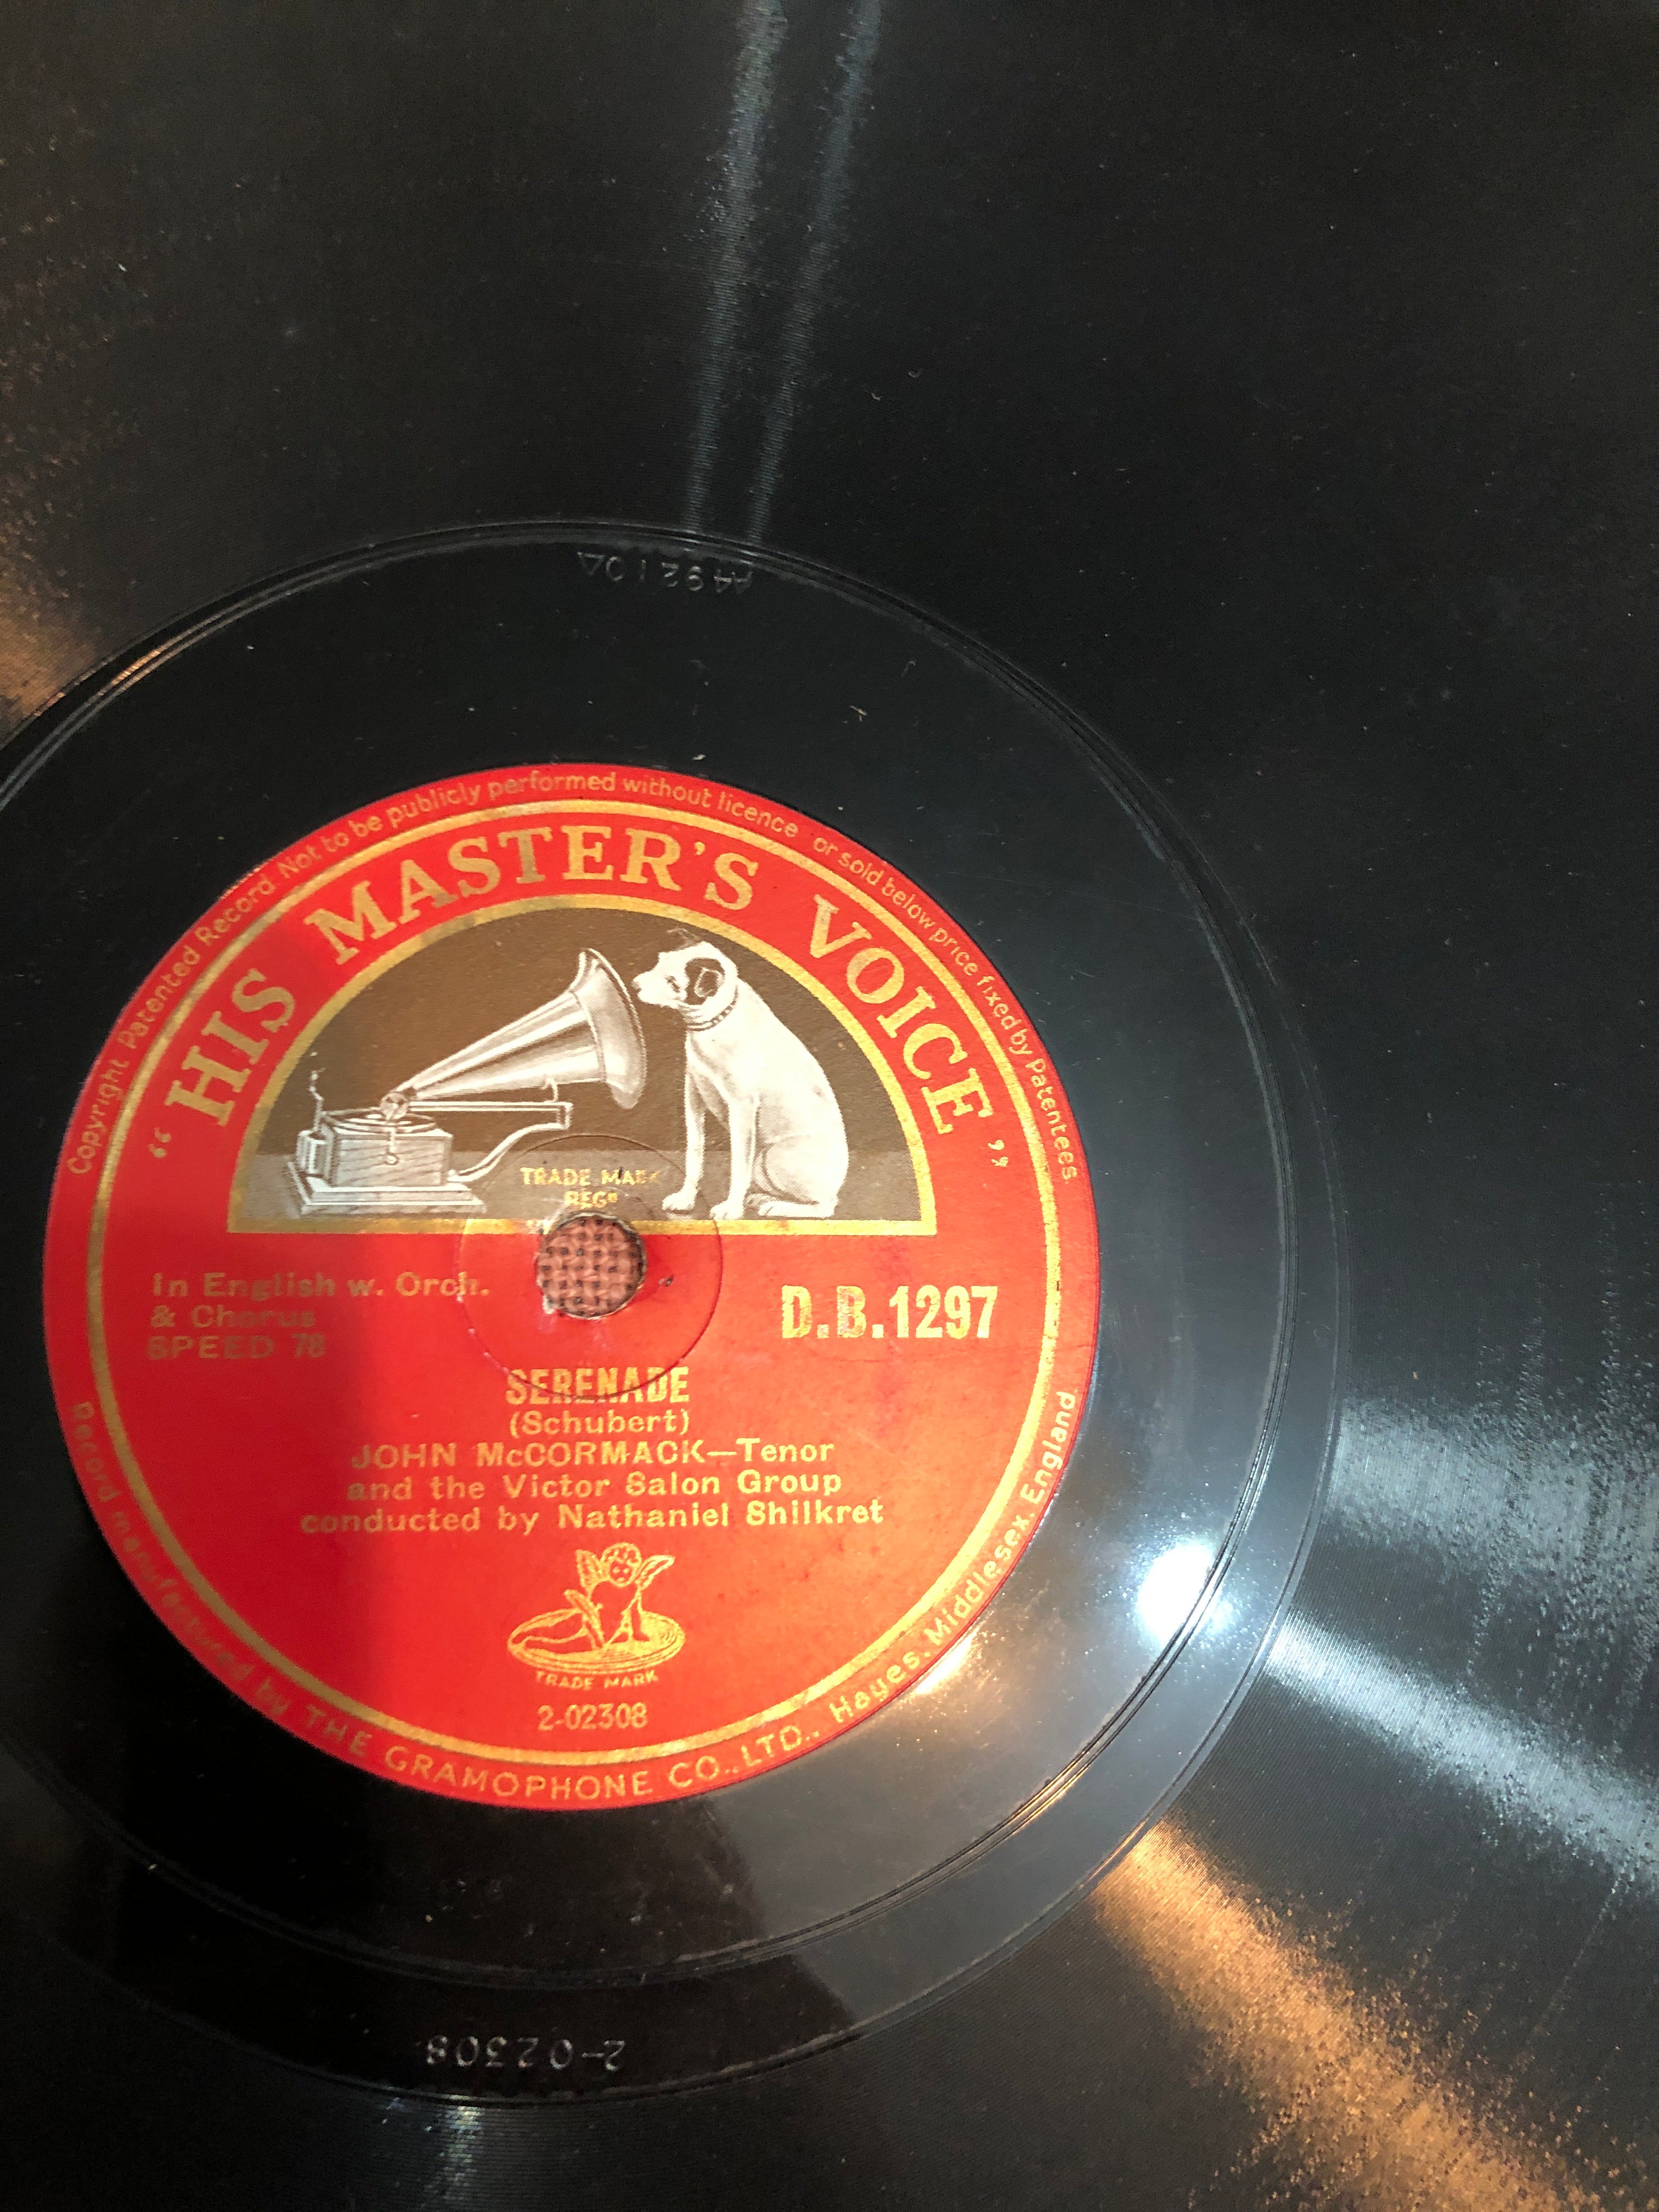 A49210Δ
Copyright Patented Record. Not to be publicly performed without licence or sold below price fixed by Patentees
“HIS MASTER'S VOICE”
TRADE MARK
REGD
In English w. Orch.
& Chorus
SPEED 78
D.B.1297
SERENADE
(Schubert)
JOHN McCORMACK—Tenor
and the Victor Salon Group
conducted by Nathaniel Shilkret
TRADE MARK
2-02308
Record manufactured by THE GRAMOPHONE CO., LTD., Hayes, Middlesex, England.
2-02308